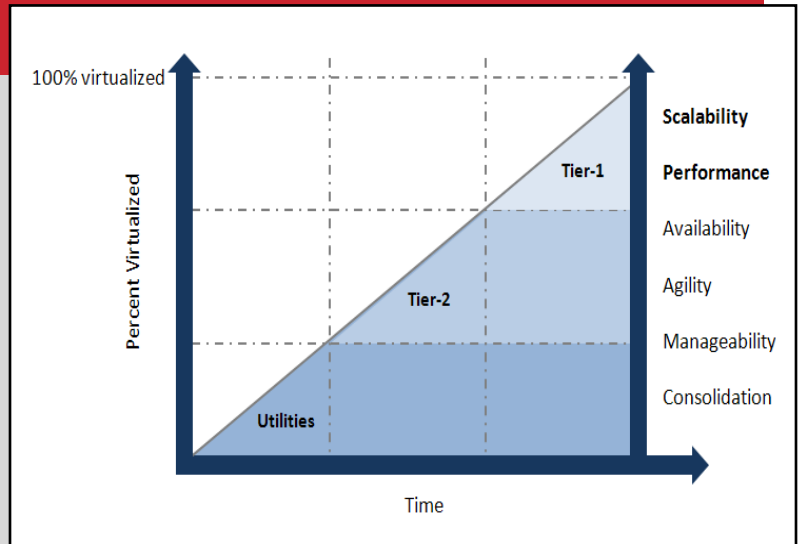 100% virtualized
Percent Virtualized
Utilities
Tier-2
Tier-1
Scalability
Performance
Availability
Agility
Manageability
Consolidation
Time